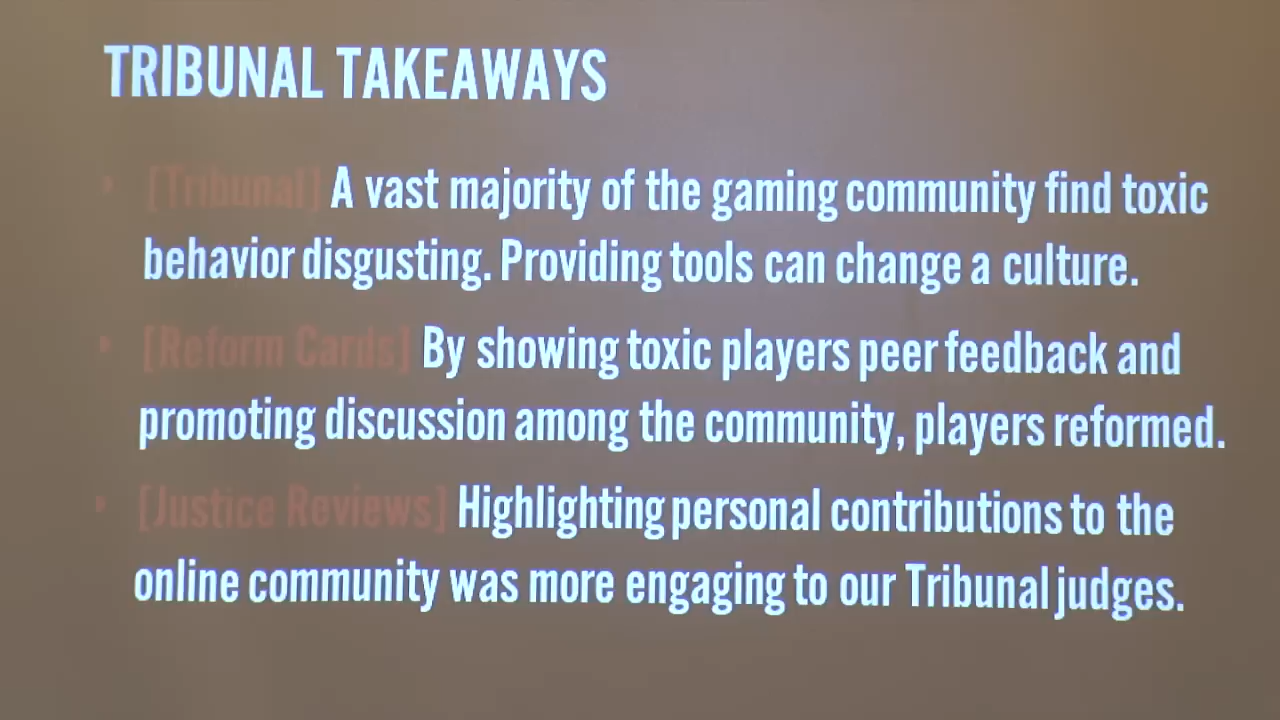 TRIBUNAL TAKEAWAYS
[Tribunal] A vast majority of the gaming community find toxic
behavior disgusting. Providing tools can change a culture.
[Reform Cards] By showing toxic players peer feedback and
promoting discussion among the community, players reformed.
[Justice Reviews] Highlighting personal contributions to the
online community was more engaging to our Tribunal judges.